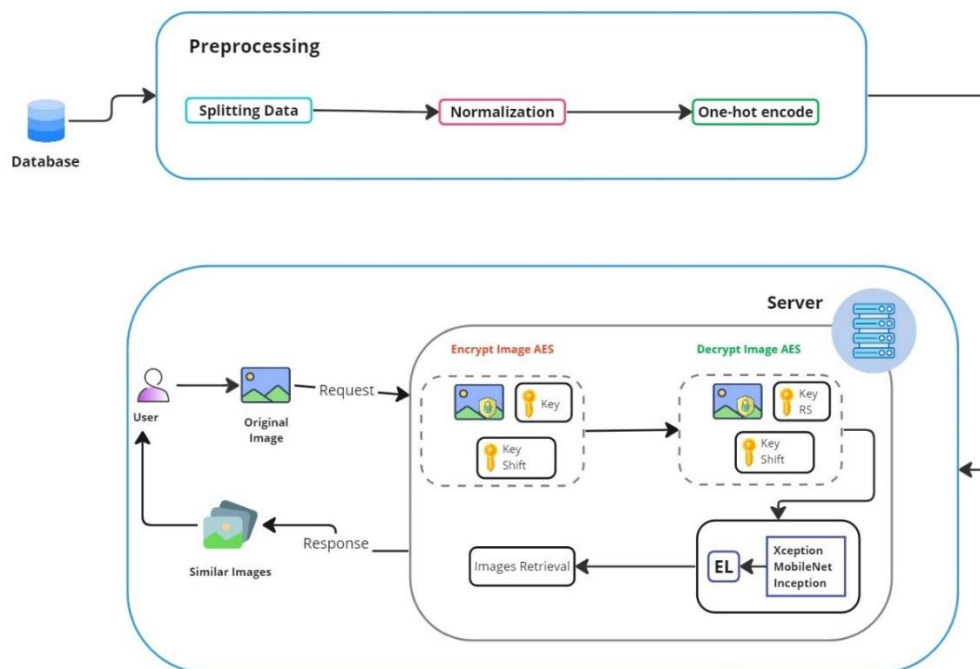 Preprocessing
Splitting Data
Normalization
One-hot encode
Database
Server
Encrypt Image AES
Decrypt Image AES
User
Original
Image
Request
Key
Key
Shift
Key
RS
Key
Shift
Similar Images
Response
Images Retrieval
EL
Xception
MobileNet
Inception